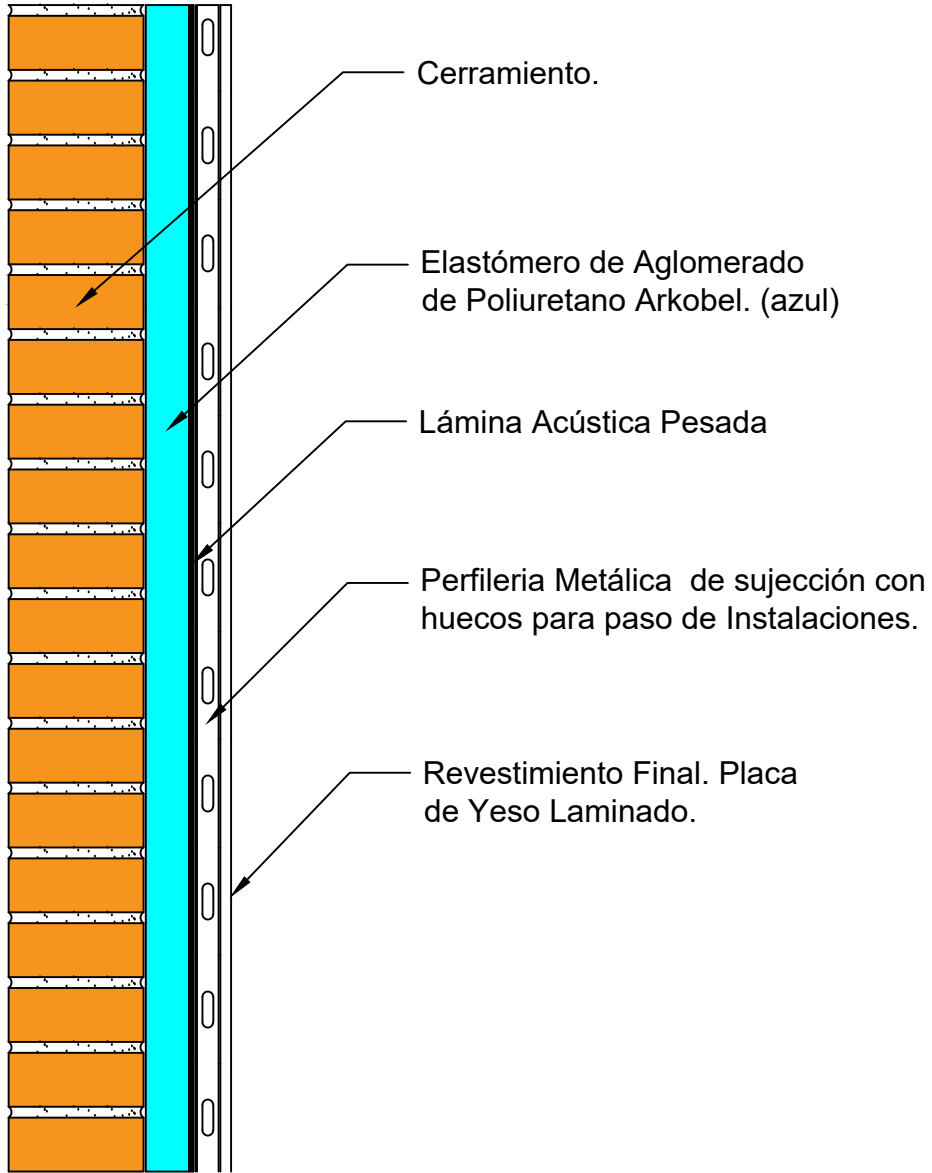 Cerramiento.
Elastómero de Aglomerado
de Poliuretano Arkobel. (azul)
Lámina Acústica Pesada
Perfileria Metálica  de sujección con
huecos para paso de Instalaciones.
Revestimiento Final. Placa
de Yeso Laminado.